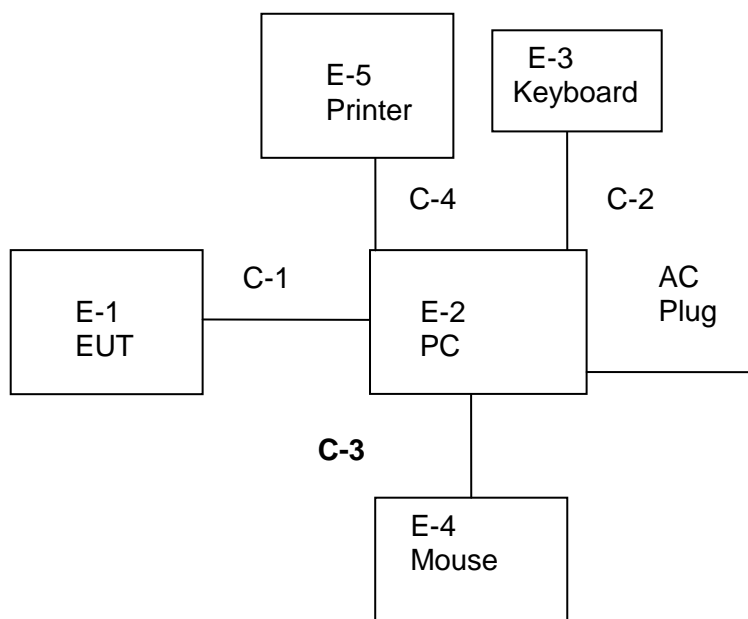 E-5
Printer
E-3
Keyboard
C-4
C-2
C-1
AC
Plug
E-1
EUT
E-2
PC
C-3
E-4
Mouse